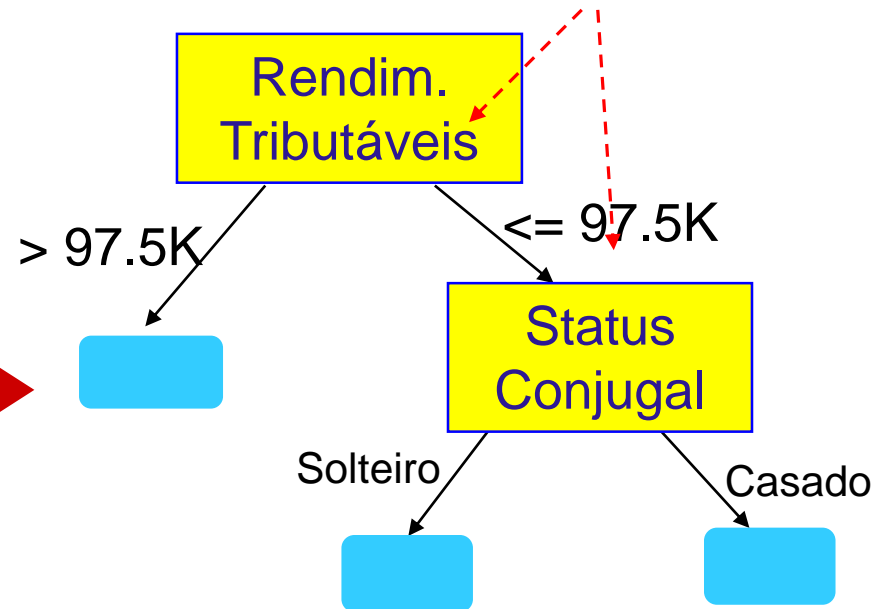 Rendim.
Tributáveis
> 97.5K
<= 97.5K
Status
Conjugal
Solteiro
Casado